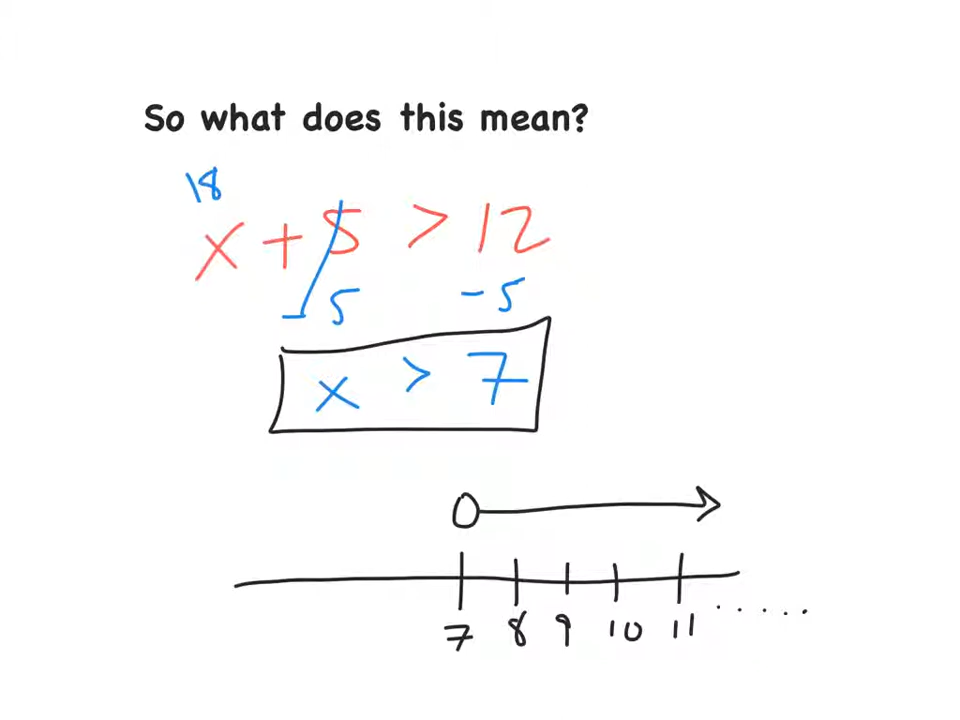 So what does this mean?
18
x + 5 > 12
- 5 - 5
x > 7
7 8 9 10 11 .....